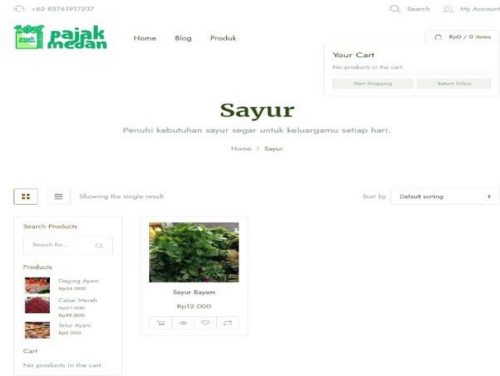 +62 85761917237
Search
My Account
pajak
medan
Home
Blog
Produk
Rp0 / 0 items
Your Cart
No products in the cart.
Start Shopping
Return Policy
Sayur
Penuhi kebutuhan sayur segar untuk keluargamu setiap hari.
Home > Sayur
Showing the single result
Sort by
Default sorting
Search Products
Search for...
Products
Daging Ayam
Cabai Merah
Telur Ayam
Cart
No products in the cart.
Sayur Bayam
Rp12.000